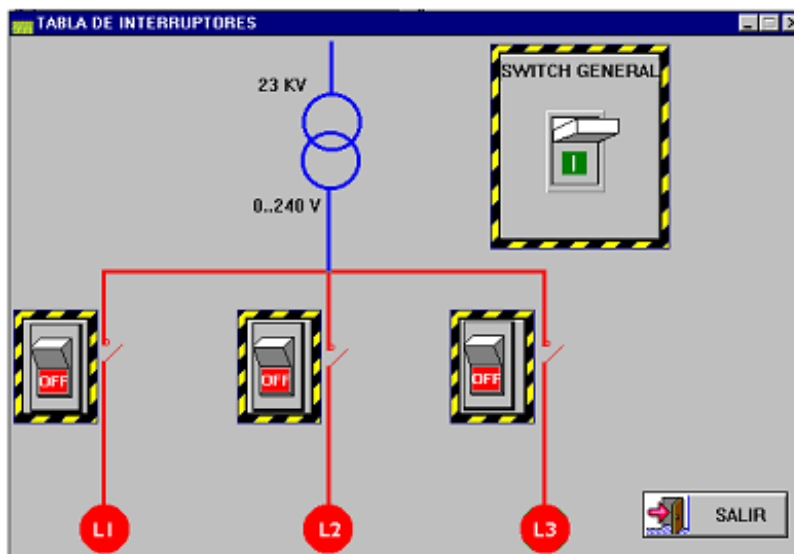 TABLA DE INTERRUPTORES
SWITCH GENERAL
23 KV
I
0..240 V
OFF
OFF
OFF
L1
L2
L3
SALIR